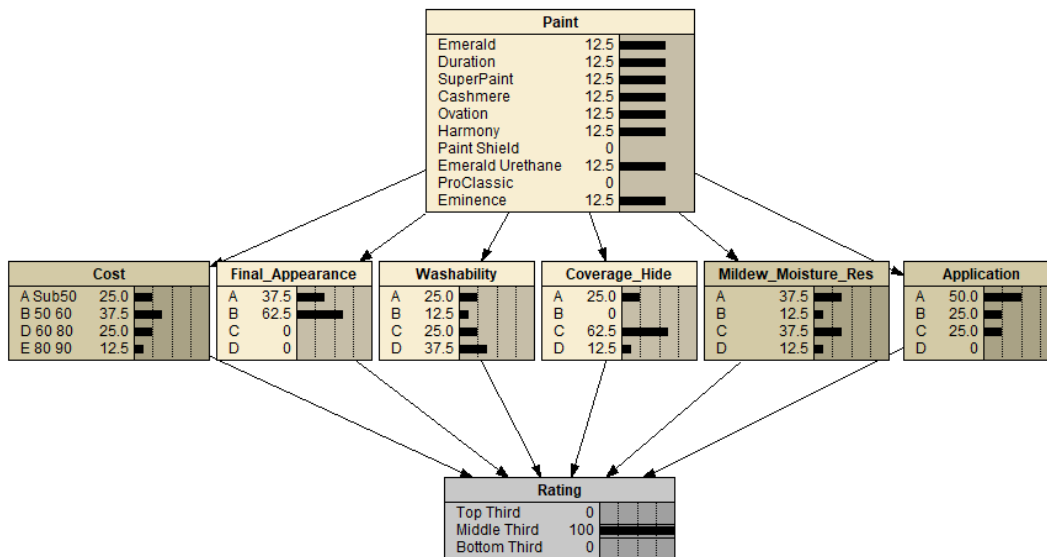 Paint
Emerald 12.5
Duration 12.5
SuperPaint 12.5
Cashmere 12.5
Ovation 12.5
Harmony 12.5
Paint Shield 0
Emerald Urethane 12.5
ProClassic 0
Eminence 12.5
Cost
A Sub50 25.0
B 50 60 37.5
D 60 80 25.0
E 80 90 12.5
Final_Appearance
A 37.5
B 62.5
C 0
D 0
Washability
A 25.0
B 12.5
C 25.0
D 37.5
Coverage_Hide
A 25.0
B 0
C 62.5
D 12.5
Mildew_Moisture_Res
A 37.5
B 12.5
C 37.5
D 12.5
Application
A 50.0
B 25.0
C 25.0
D 0
Rating
Top Third 0
Middle Third 100
Bottom Third 0